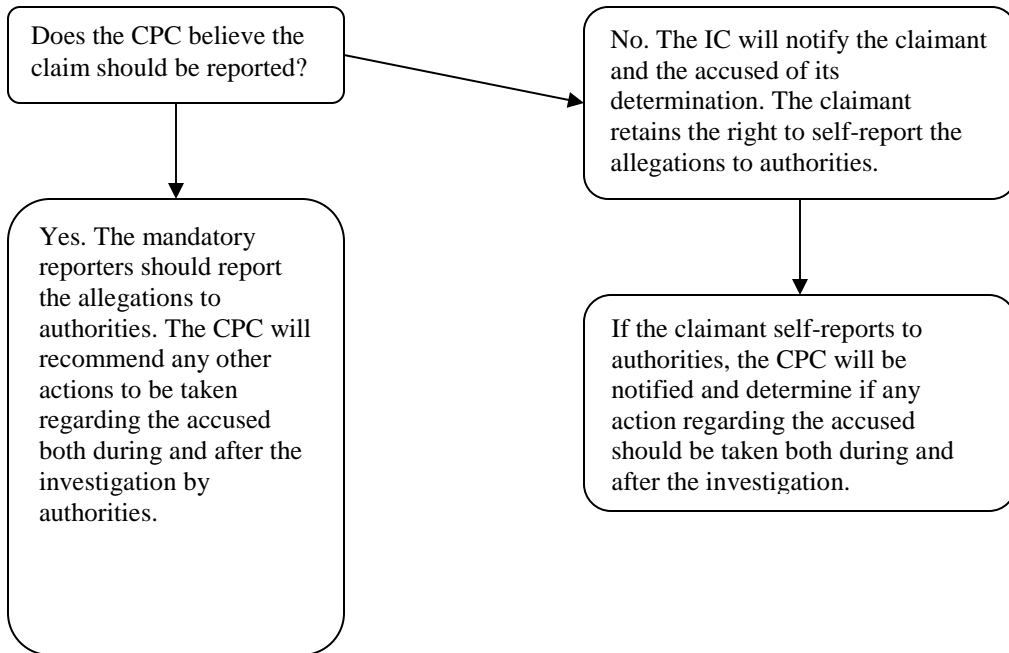 Does the CPC believe the
claim should be reported?
No. The IC will notify the claimant
and the accused of its
determination. The claimant
retains the right to self-report the
allegations to authorities.
Yes. The mandatory
reporters should report
the allegations to
authorities. The CPC will
recommend any other
actions to be taken
regarding the accused
both during and after the
investigation by
authorities.
If the claimant self-reports to
authorities, the CPC will be
notified and determine if any
action regarding the accused
should be taken both during and
after the investigation.